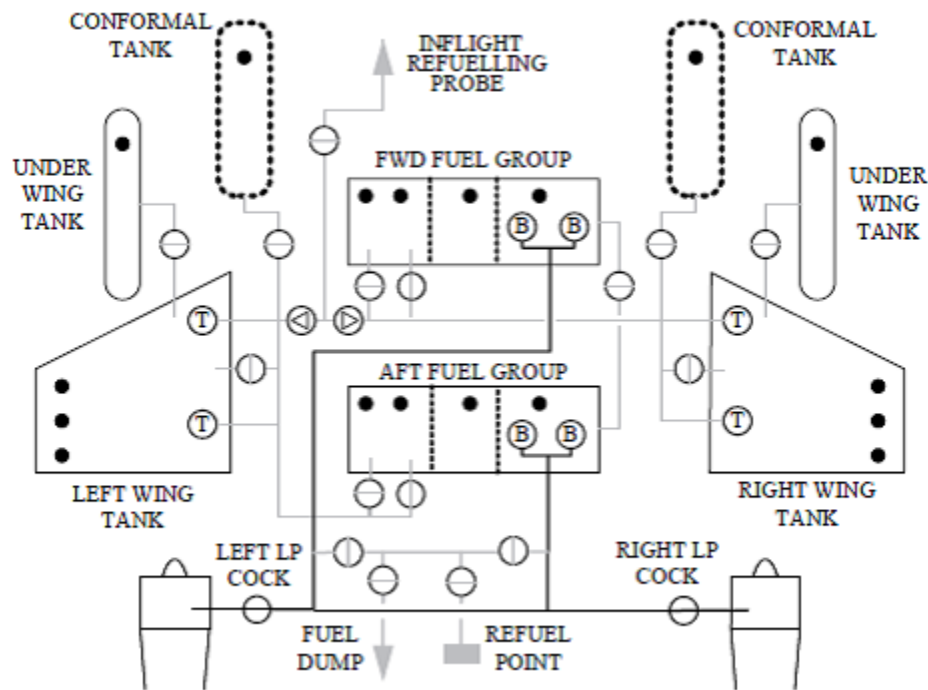 CONFORMAL
TANK
INFLIGHT
REFUELLING
PROBE
CONFORMAL
TANK
UNDER
WING
TANK
FWD FUEL GROUP
UNDER
WING
TANK
B
B
T
T
AFT FUEL GROUP
T
B
B
T
LEFT WING
TANK
RIGHT WING
TANK
LEFT LP
COCK
RIGHT LP
COCK
FUEL
DUMP
REFUEL
POINT